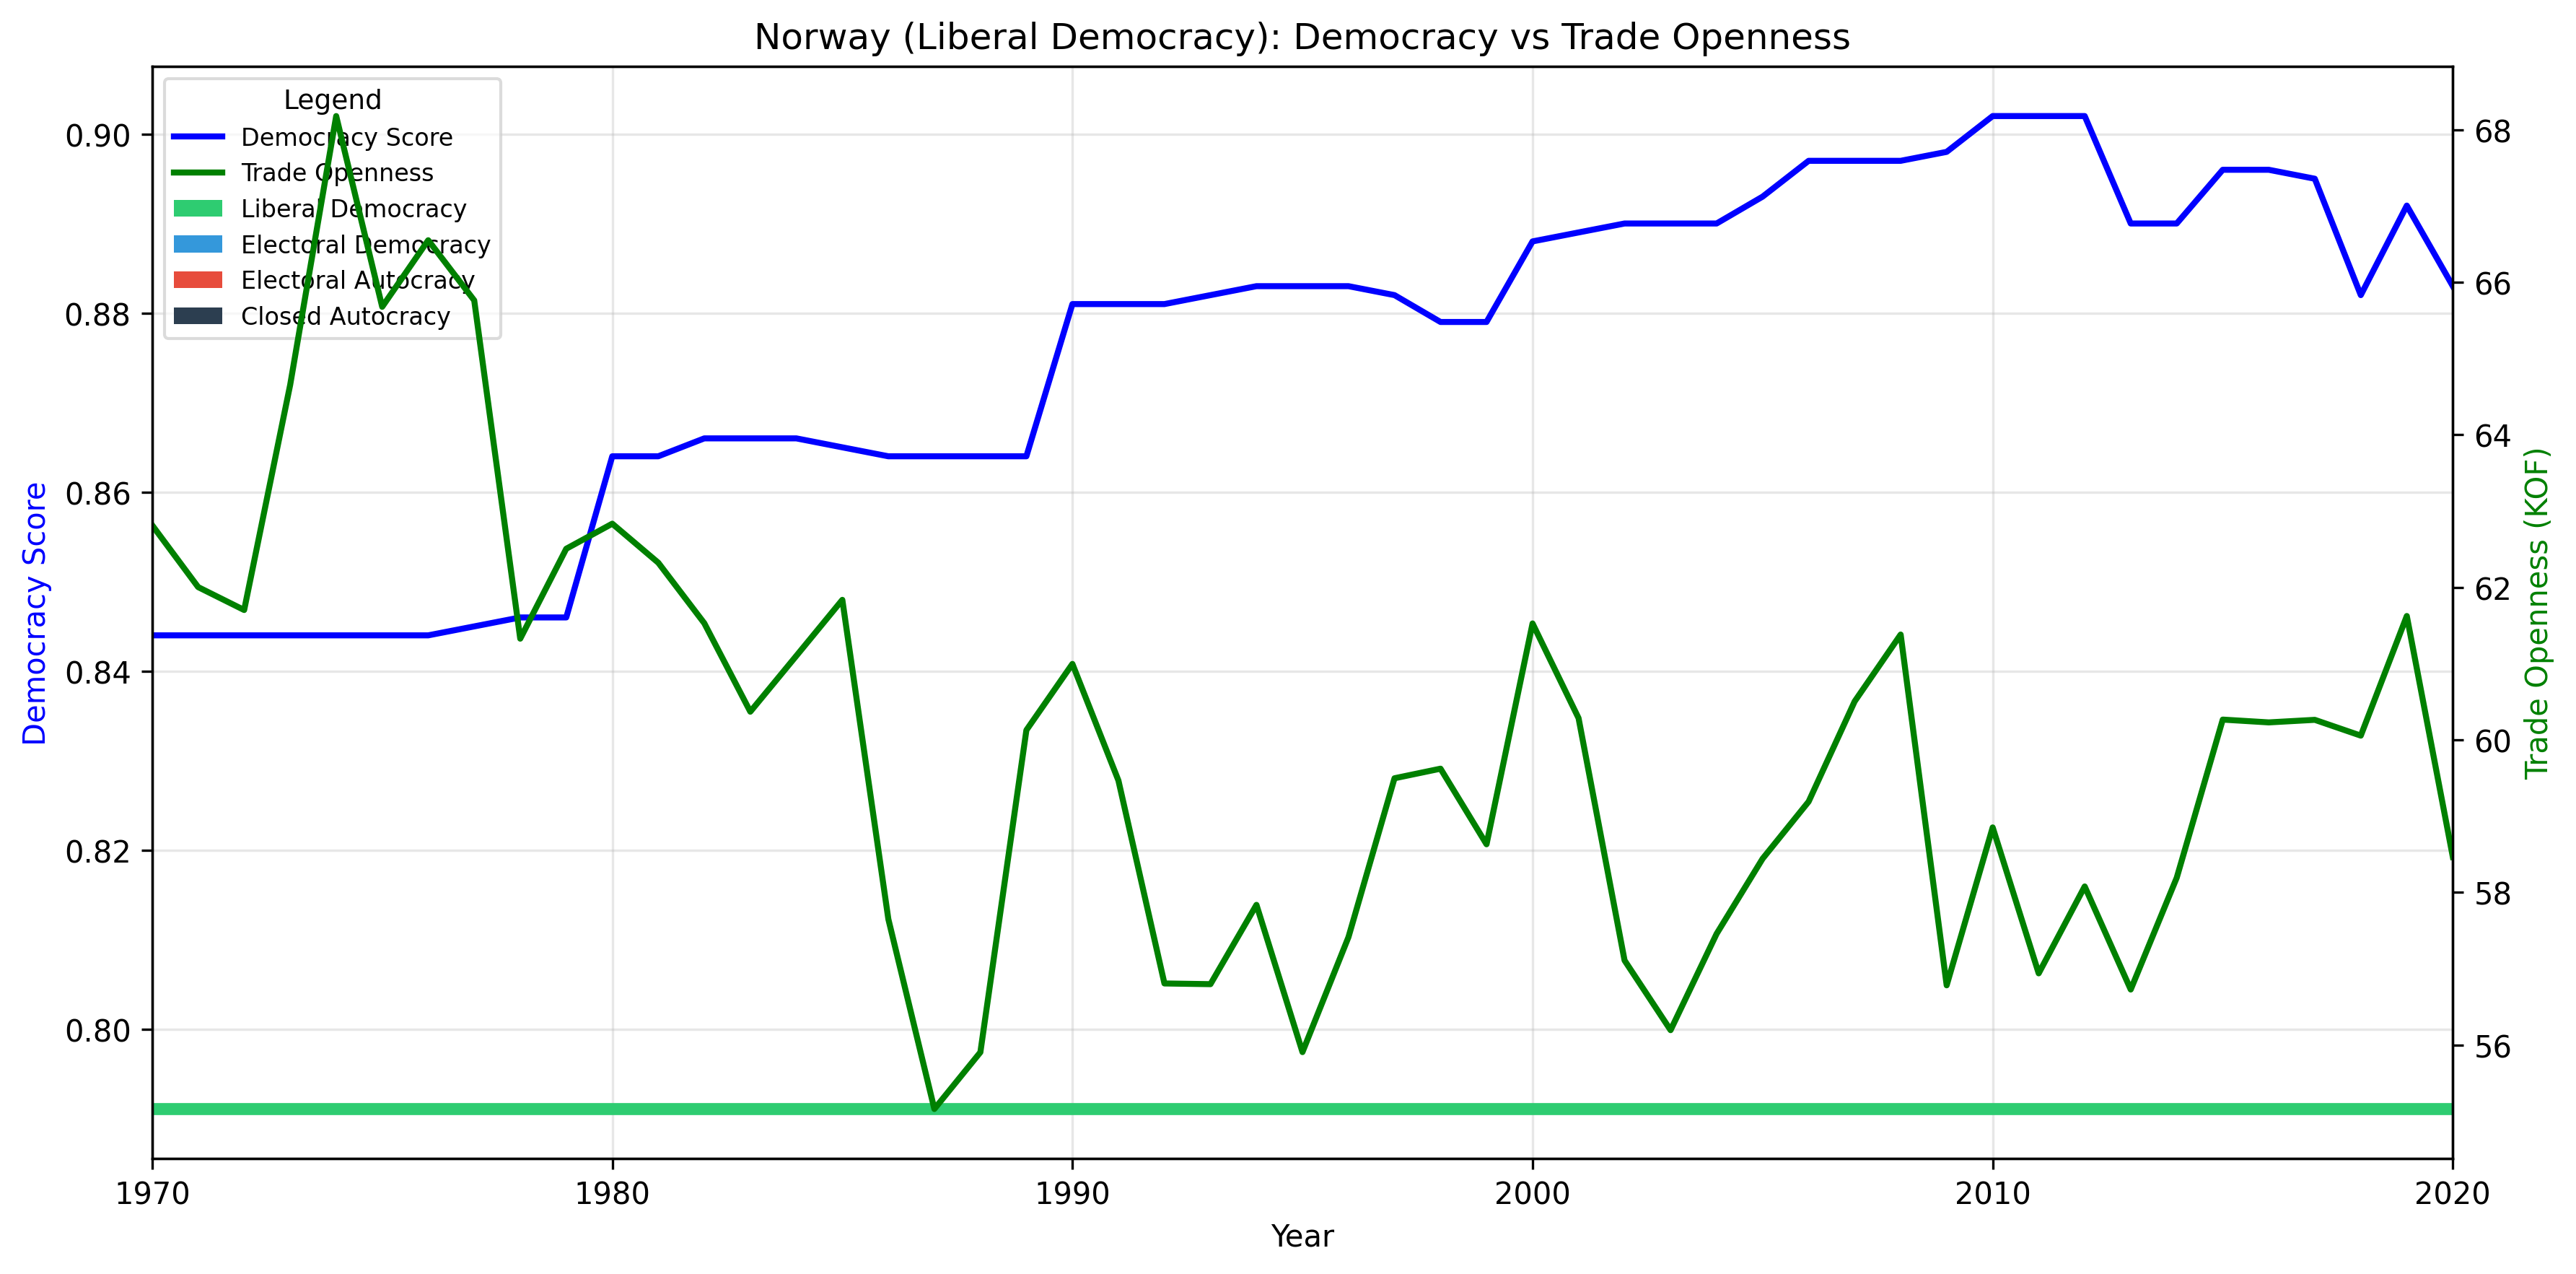 Norway (Liberal Democracy): Democracy vs Trade Openness
Legend
Democracy Score
Trade Openness
Liberal Democracy
Electoral Democracy
Electoral Autocracy
Closed Autocracy
Democracy Score
0.90
0.88
0.86
0.84
0.82
0.80
68
66
64
62
60
58
56
Trade Openness (KOF)
1970 1980 1990 2000 2010 2020
Year